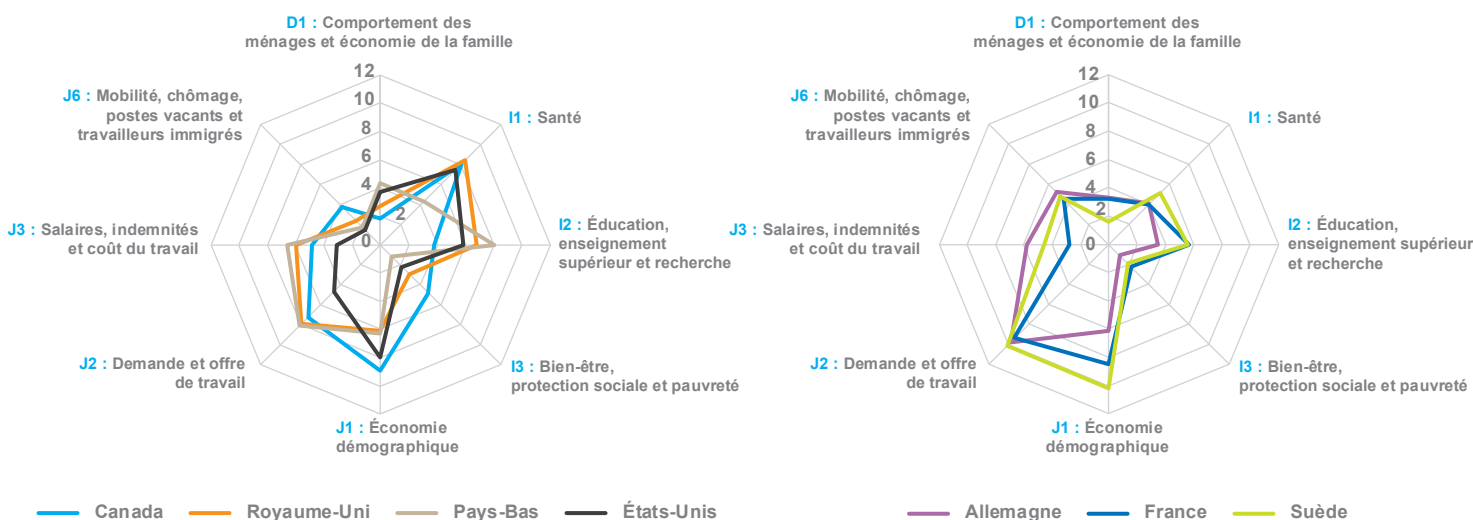 D1 : Comportement des
ménages et économie de la famille
12
10
8
6
4
2
0
I1 : Santé
I2 : Éducation,
enseignement
supérieur et recherche
I3 : Bien-être,
protection sociale et pauvreté
J1 : Économie
démographique
J2 : Demande et offre
de travail
J3 : Salaires, indemnités
et coût du travail
J6 : Mobilité, chômage,
postes vacants et
travailleurs immigrés
Canada Royaume-Uni Pays-Bas États-Unis
D1 : Comportement des
ménages et économie de la famille
12
10
8
6
4
2
0
I1 : Santé
I2 : Éducation,
enseignement supérieur
et recherche
I3 : Bien-être,
protection sociale et pauvreté
J1 : Économie
démographique
J2 : Demande et offre
de travail
J3 : Salaires, indemnités
et coût du travail
J6 : Mobilité, chômage,
postes vacants et
travailleurs immigrés
Allemagne France Suède